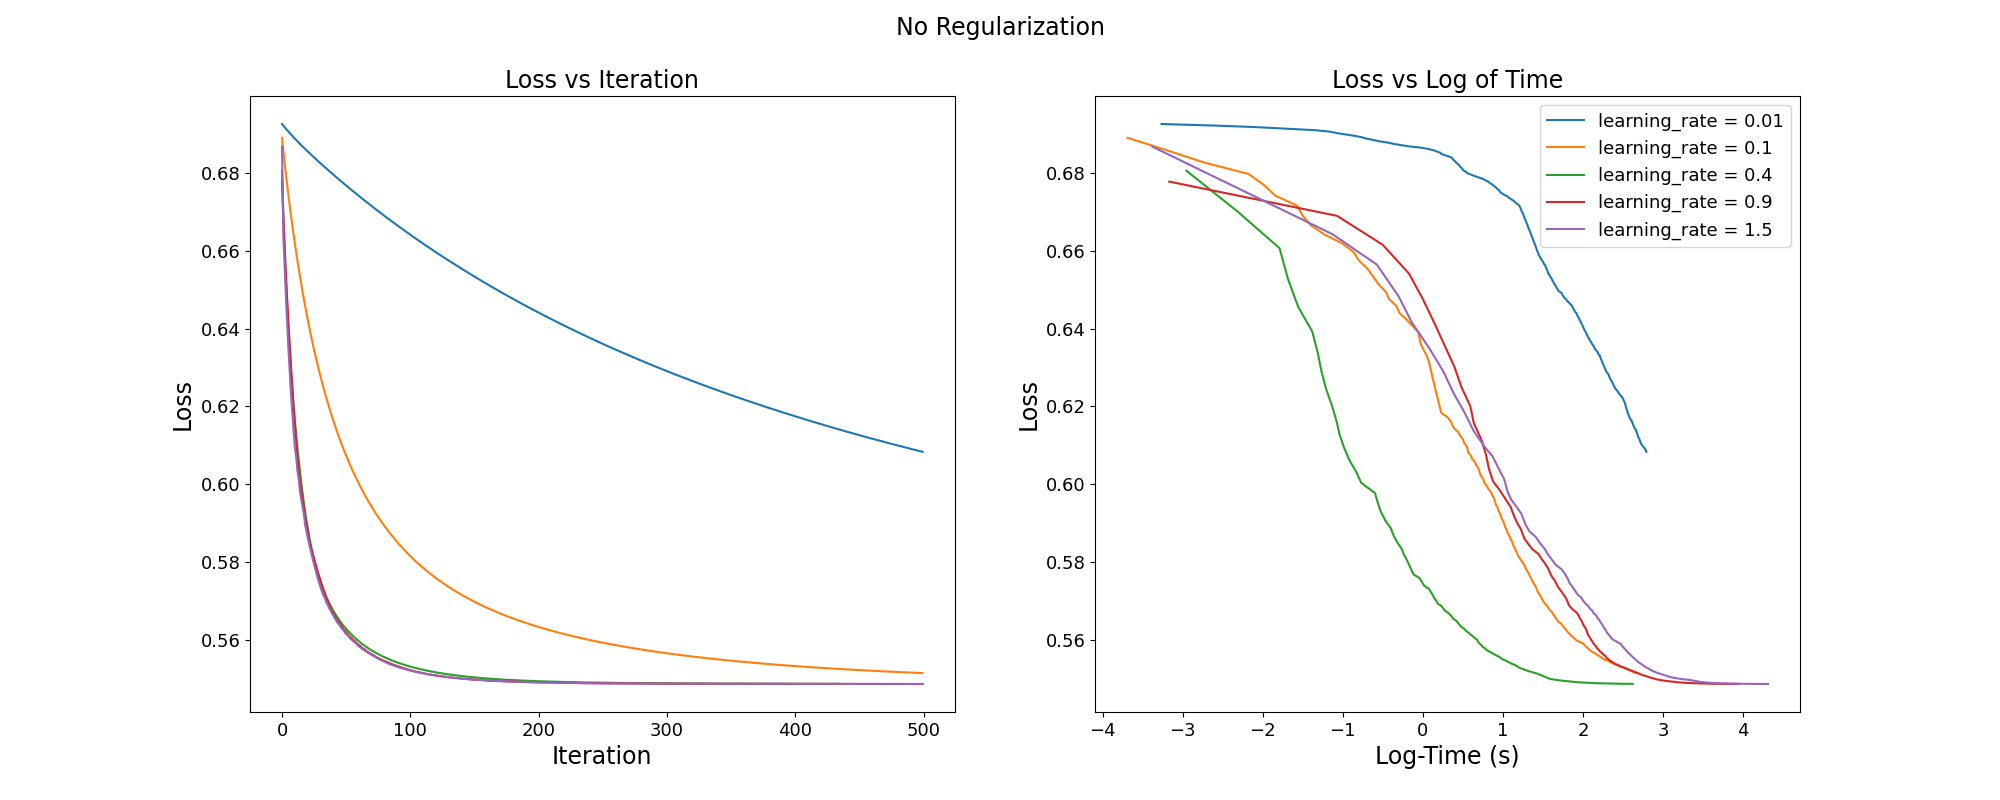 No Regularization
Loss vs Iteration
0.68
0.66
0.64
0.62
0.60
0.58
0.56
Loss
0
100
200
300
400
500
Iteration
Loss vs Log of Time
learning_rate = 0.01
learning_rate = 0.1
learning_rate = 0.4
learning_rate = 0.9
learning_rate = 1.5
0.68
0.66
0.64
0.62
0.60
0.58
0.56
Loss
−4
−3
−2
−1
0
1
2
3
4
Log-Time (s)